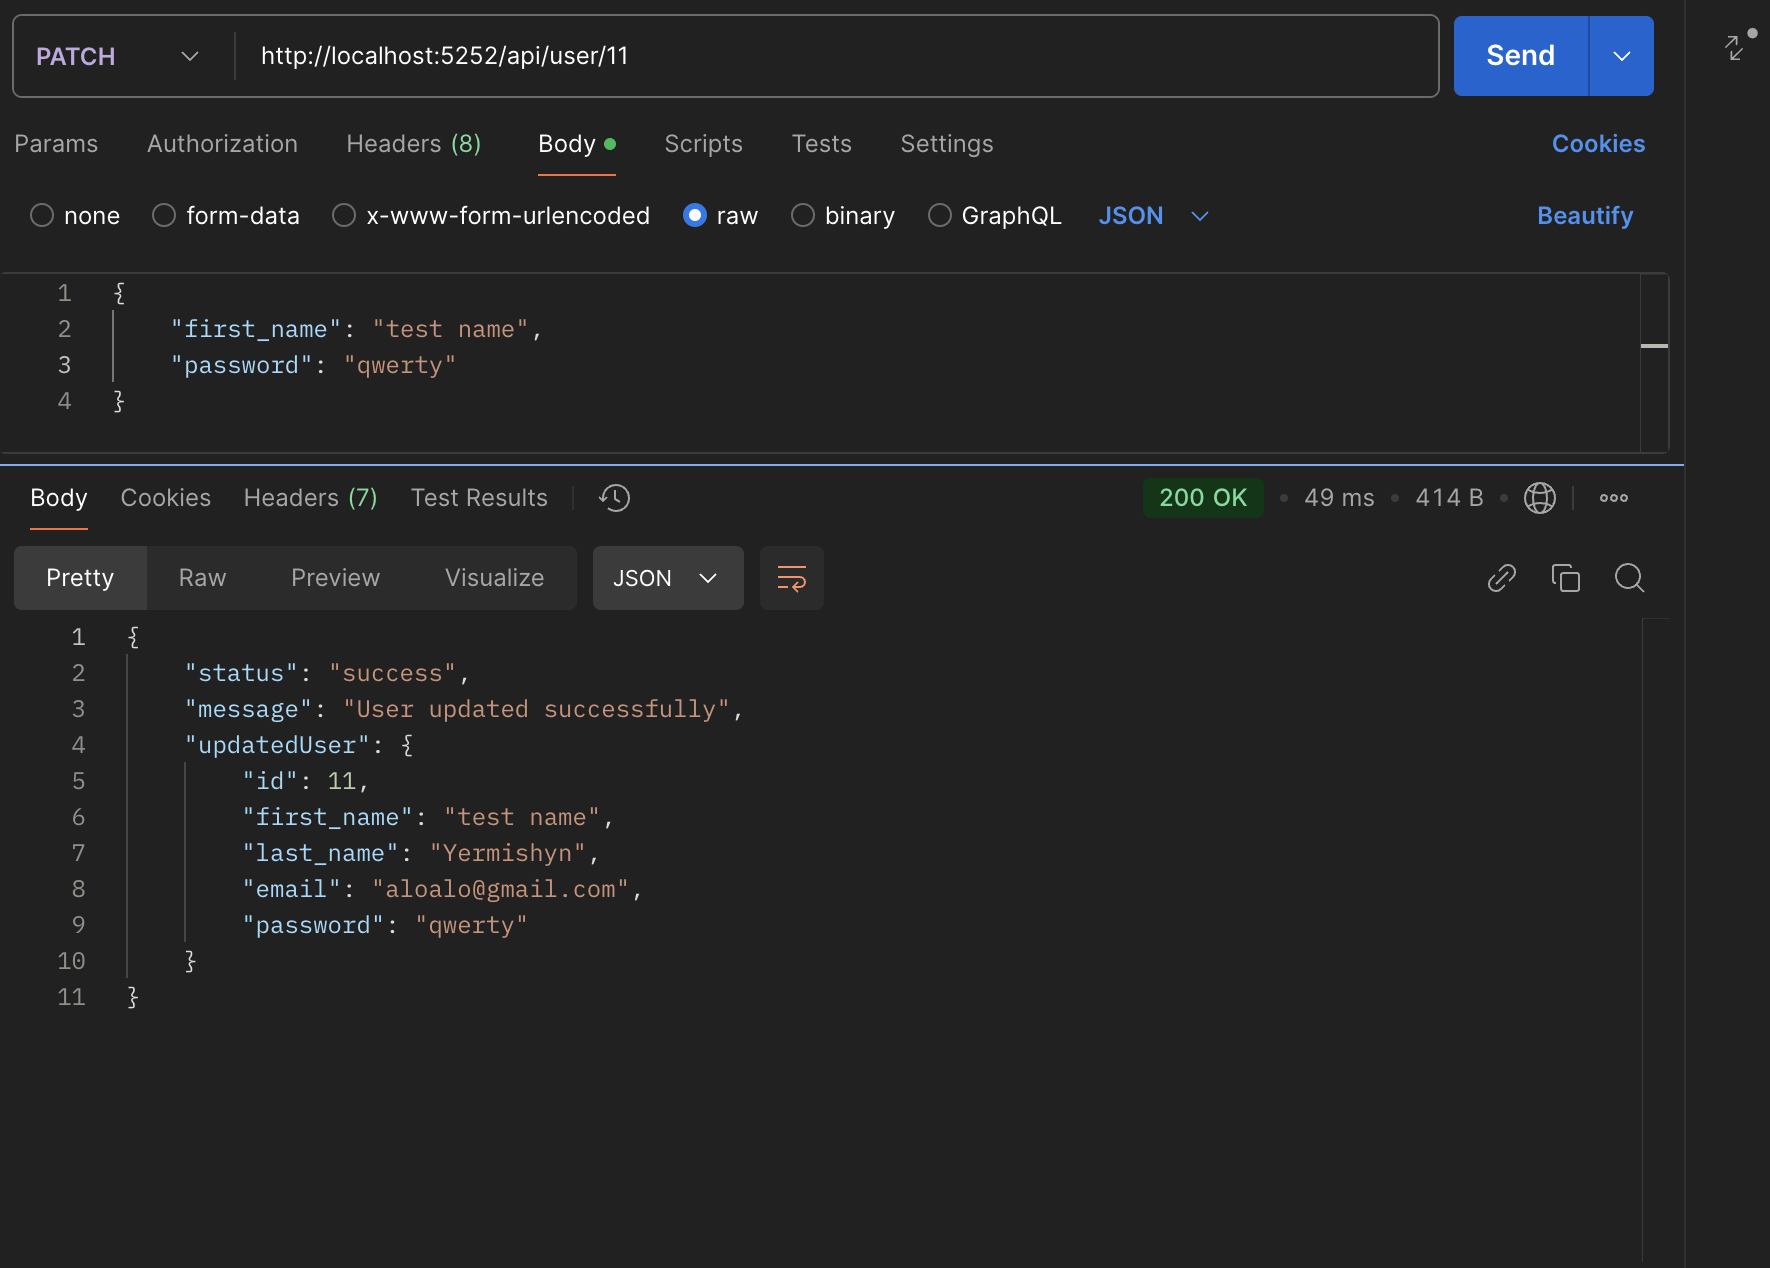 PATCH http://localhost:5252/api/user/11 Send
Params Authorization Headers (8) Body Scripts Tests Settings Cookies
none form-data x-www-form-urlencoded raw binary GraphQL JSON Beautify
1 {
2 "first_name": "test name",
3 "password": "qwerty"
4 }
Body Cookies Headers (7) Test Results 200 OK • 49 ms • 414 B •
Pretty Raw Preview Visualize JSON
1 {
2 "status": "success",
3 "message": "User updated successfully",
4 "updatedUser": {
5 "id": 11,
6 "first_name": "test name",
7 "last_name": "Yermishyn",
8 "email": "aloalo@gmail.com",
9 "password": "qwerty"
10 }
11 }